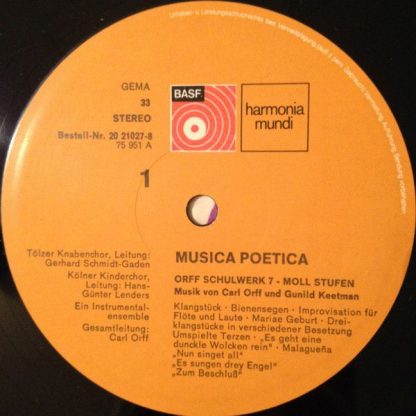 Urheber- u. Leistungsschutzrechte des
GEMA
33
STEREO
Bestell-Nr. 20 21027-8
75 951 A
BASF
harmonia
mundi
1
Tölzer Knabenchor, Leitung:
Gerhard Schmidt-Gaden
Kölner Kinderchor,
Leitung: Hans-
Günter Lenders
Ein Instrumental-
ensemble
Gesamtleitung:
Carl Orff
MUSICA POETICA
ORFF SCHULWERK 7 - MOLL STUFEN
Musik von Carl Orff und Gunild Keetman
Klangstück · Bienensegen · Improvisation für
Flöte und Laute · Mariae Geburt · Drei-
klangstücke in verschiedener Besetzung
Umspielte Terzen · „Es geht eine
dunckle Wolcken rein" · Malagueña
„Nun singet all"
„Es sungen drey Engel"
„Zum Beschluß"